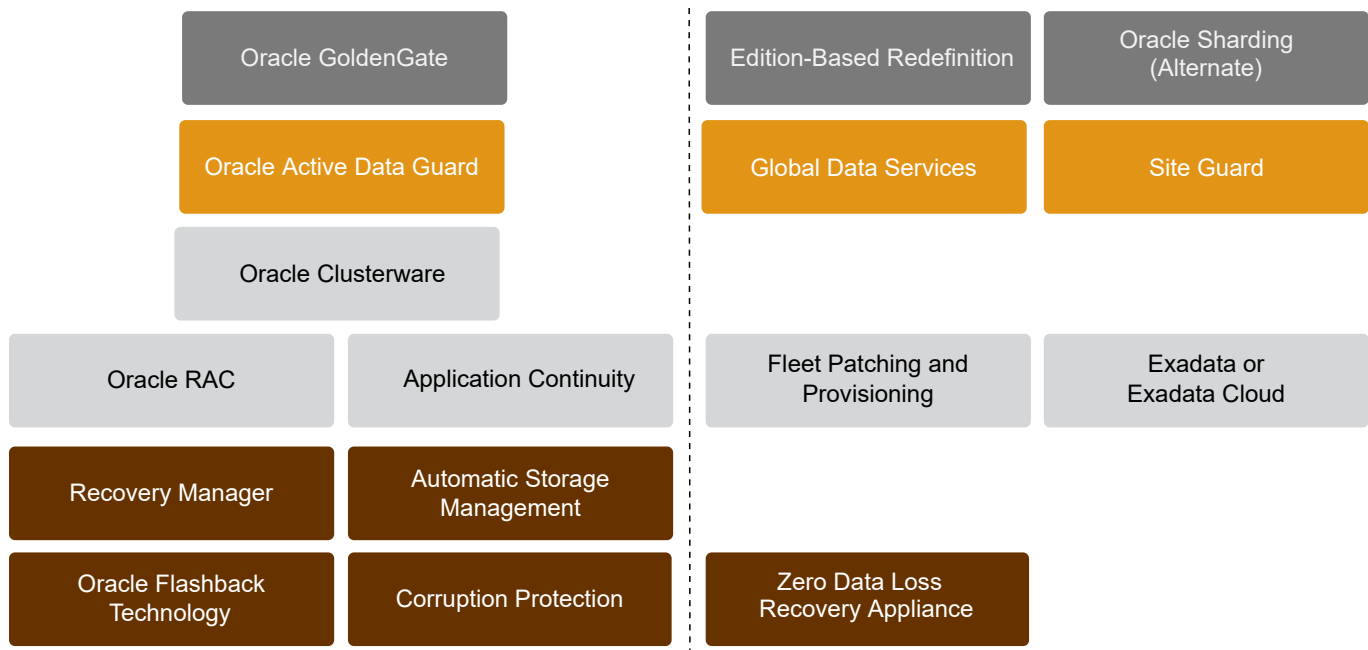 Oracle GoldenGate
Edition-Based Redefinition
Oracle Sharding
(Alternate)
Oracle Active Data Guard
Global Data Services
Site Guard
Oracle Clusterware
Oracle RAC
Application Continuity
Fleet Patching and
Provisioning
Exadata or
Exadata Cloud
Recovery Manager
Automatic Storage
Management
Oracle Flashback
Technology
Corruption Protection
Zero Data Loss
Recovery Appliance